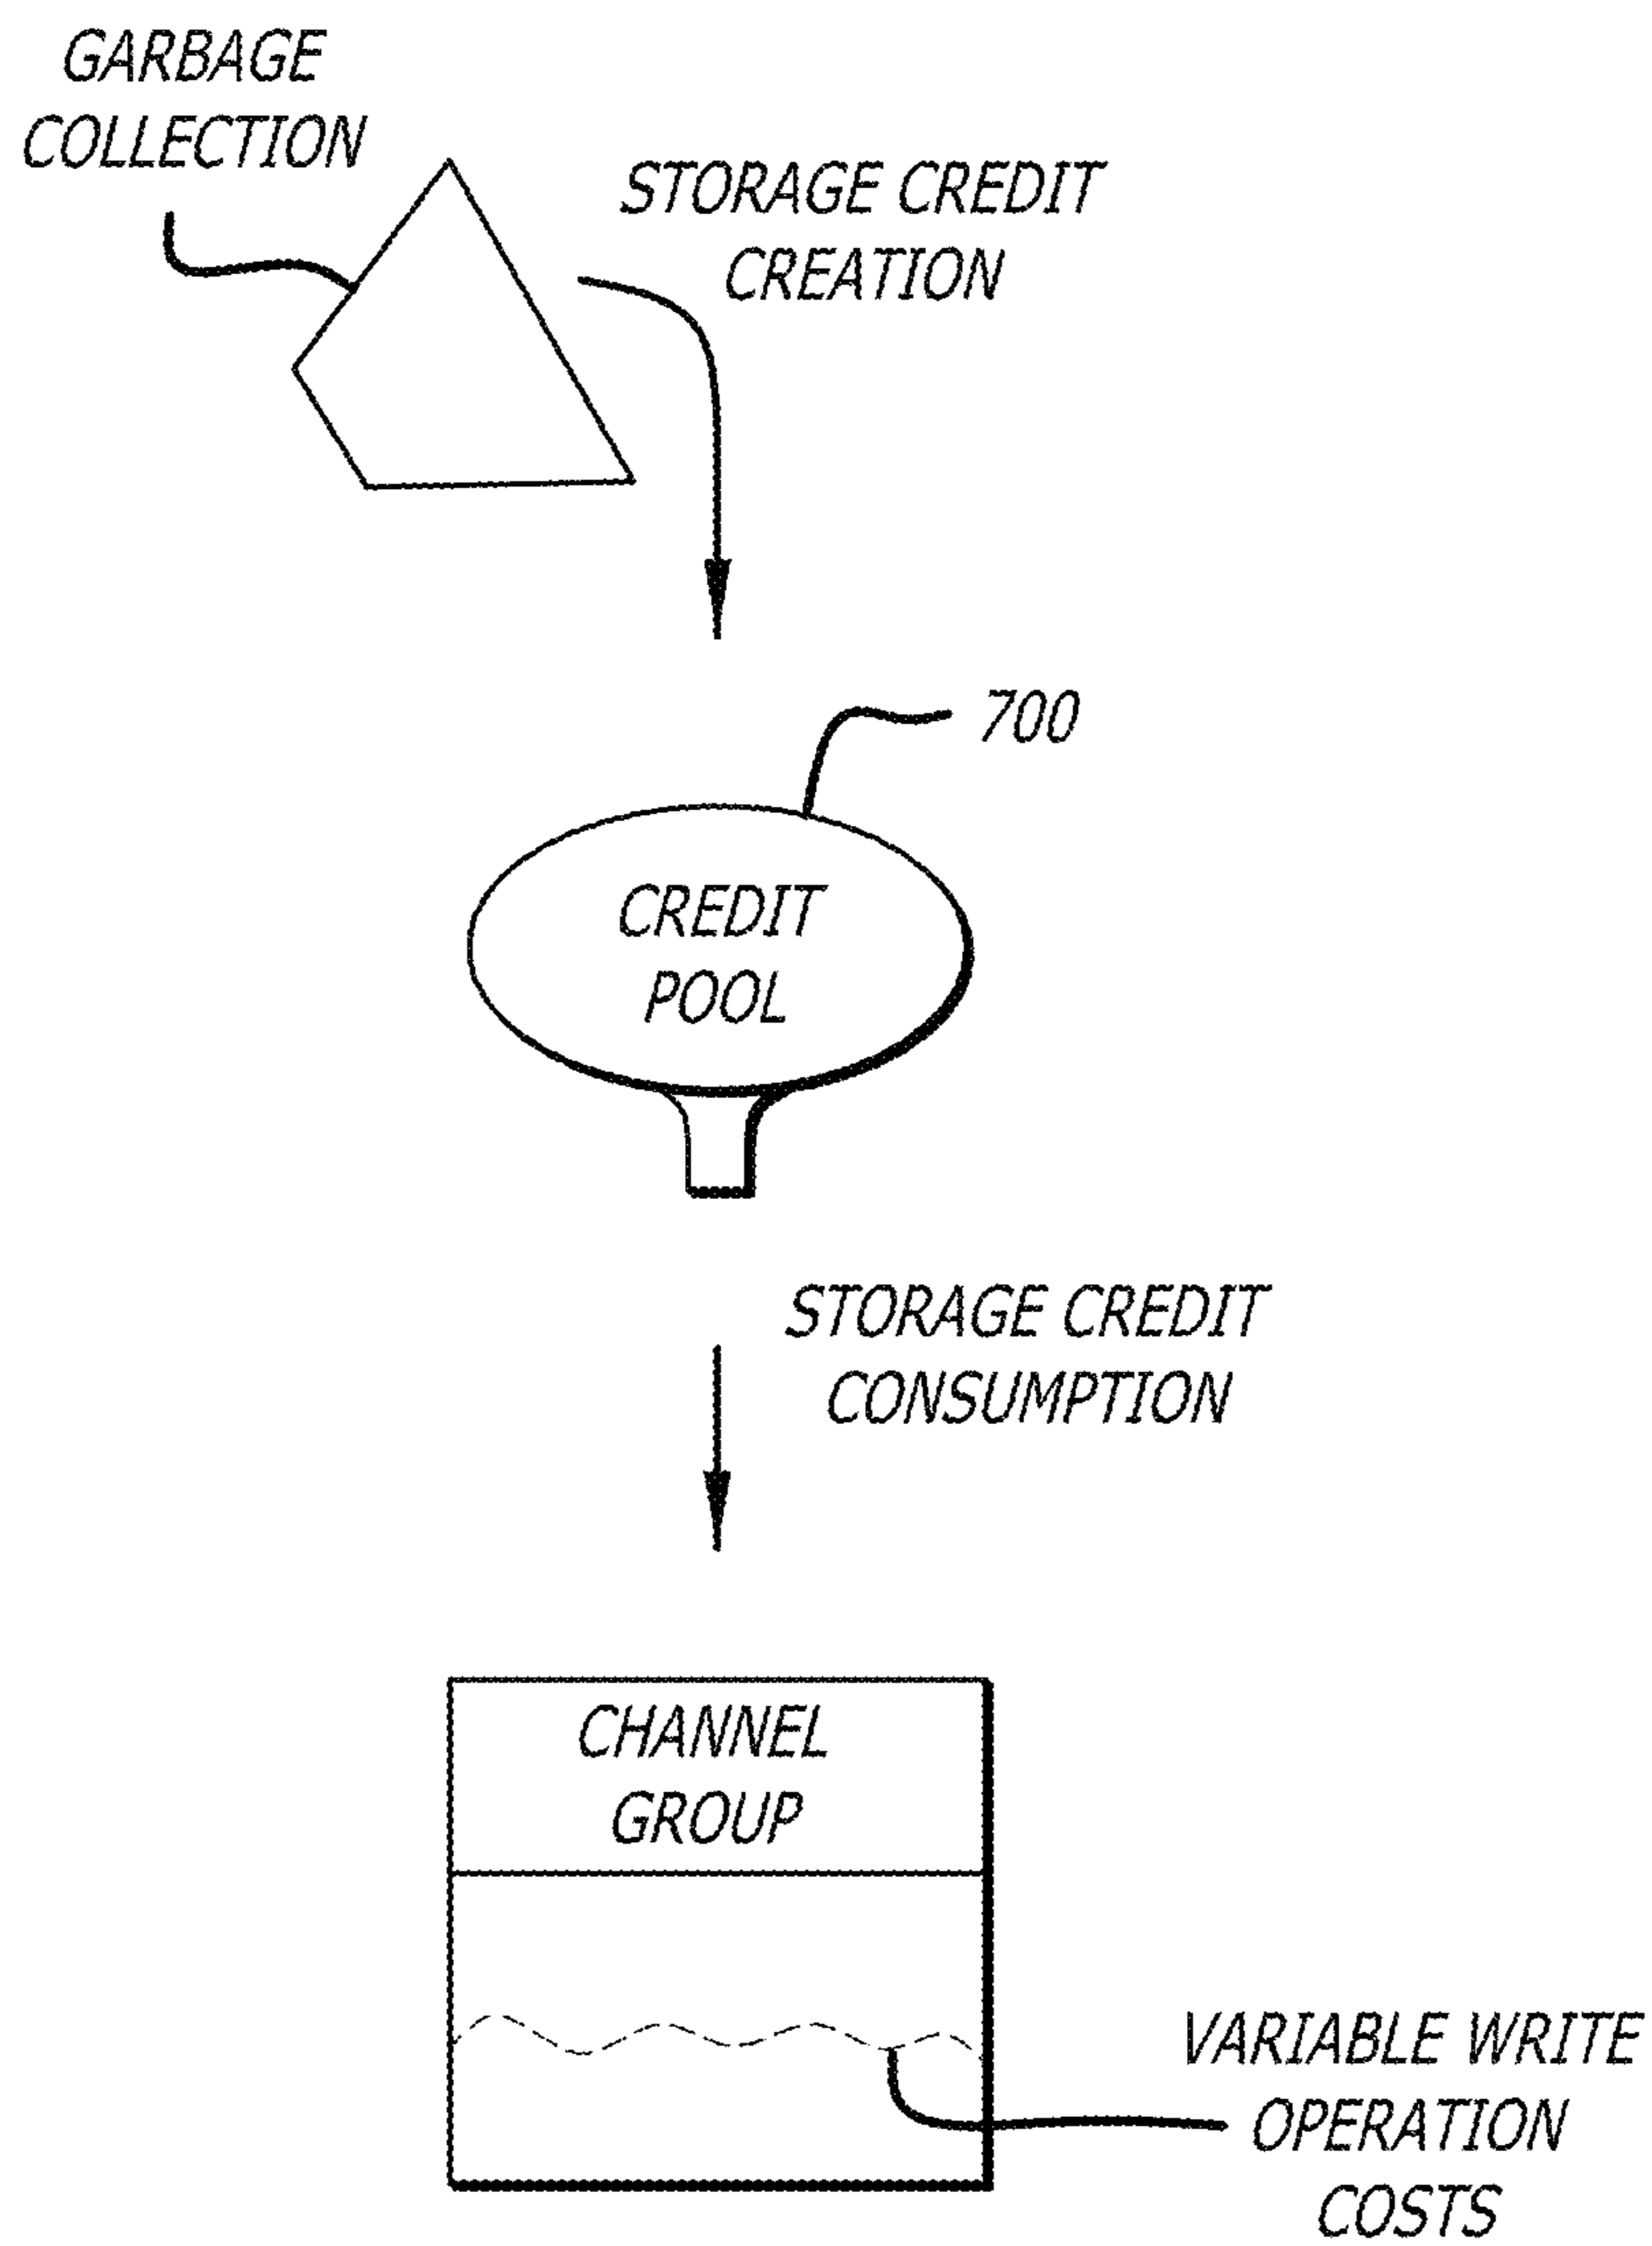 GARBAGE
COLLECTION
STORAGE CREDIT
CREATION
700
CREDIT
POOL
STORAGE CREDIT
CONSUMPTION
CHANNEL
GROUP
VARIABLE WRITE
OPERATION
COSTS